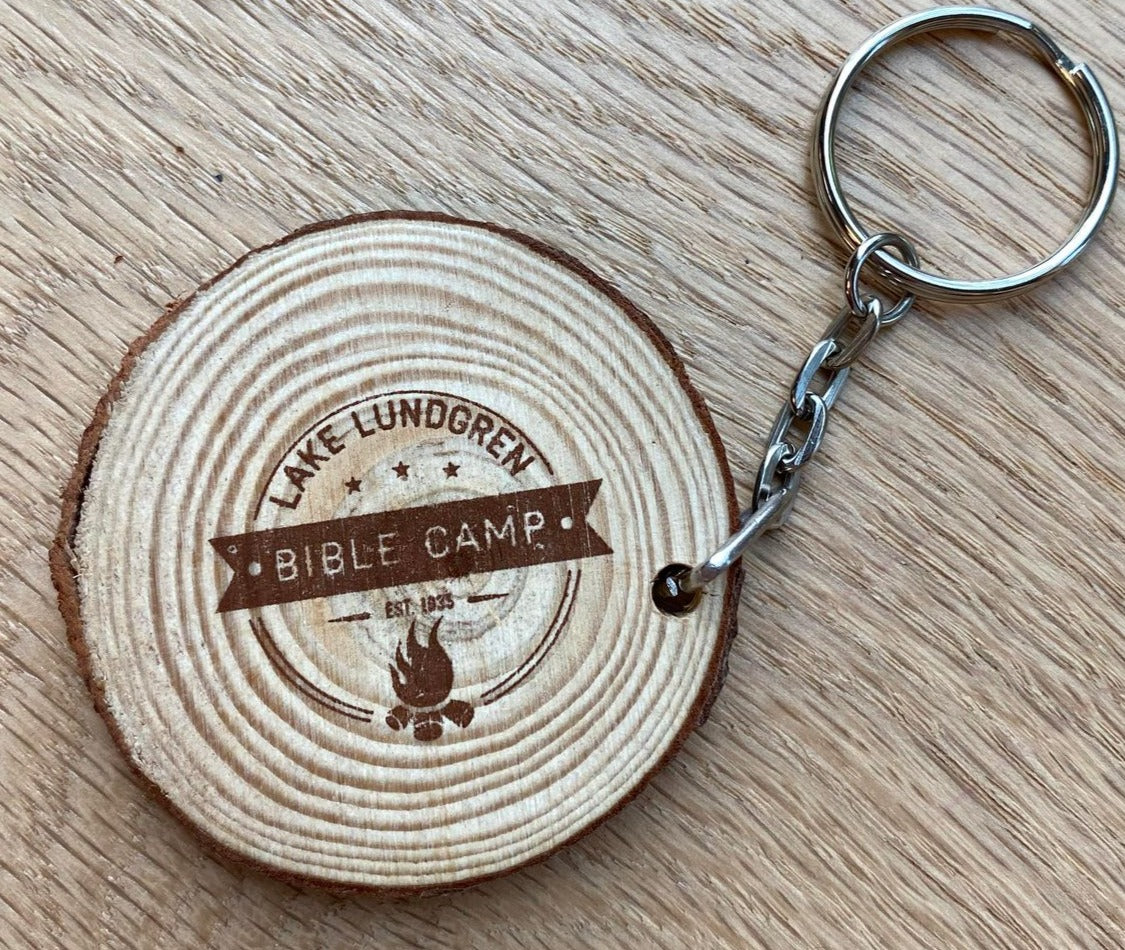 LAKE LUNDGREN
BIBLE CAMP
EST. 1935